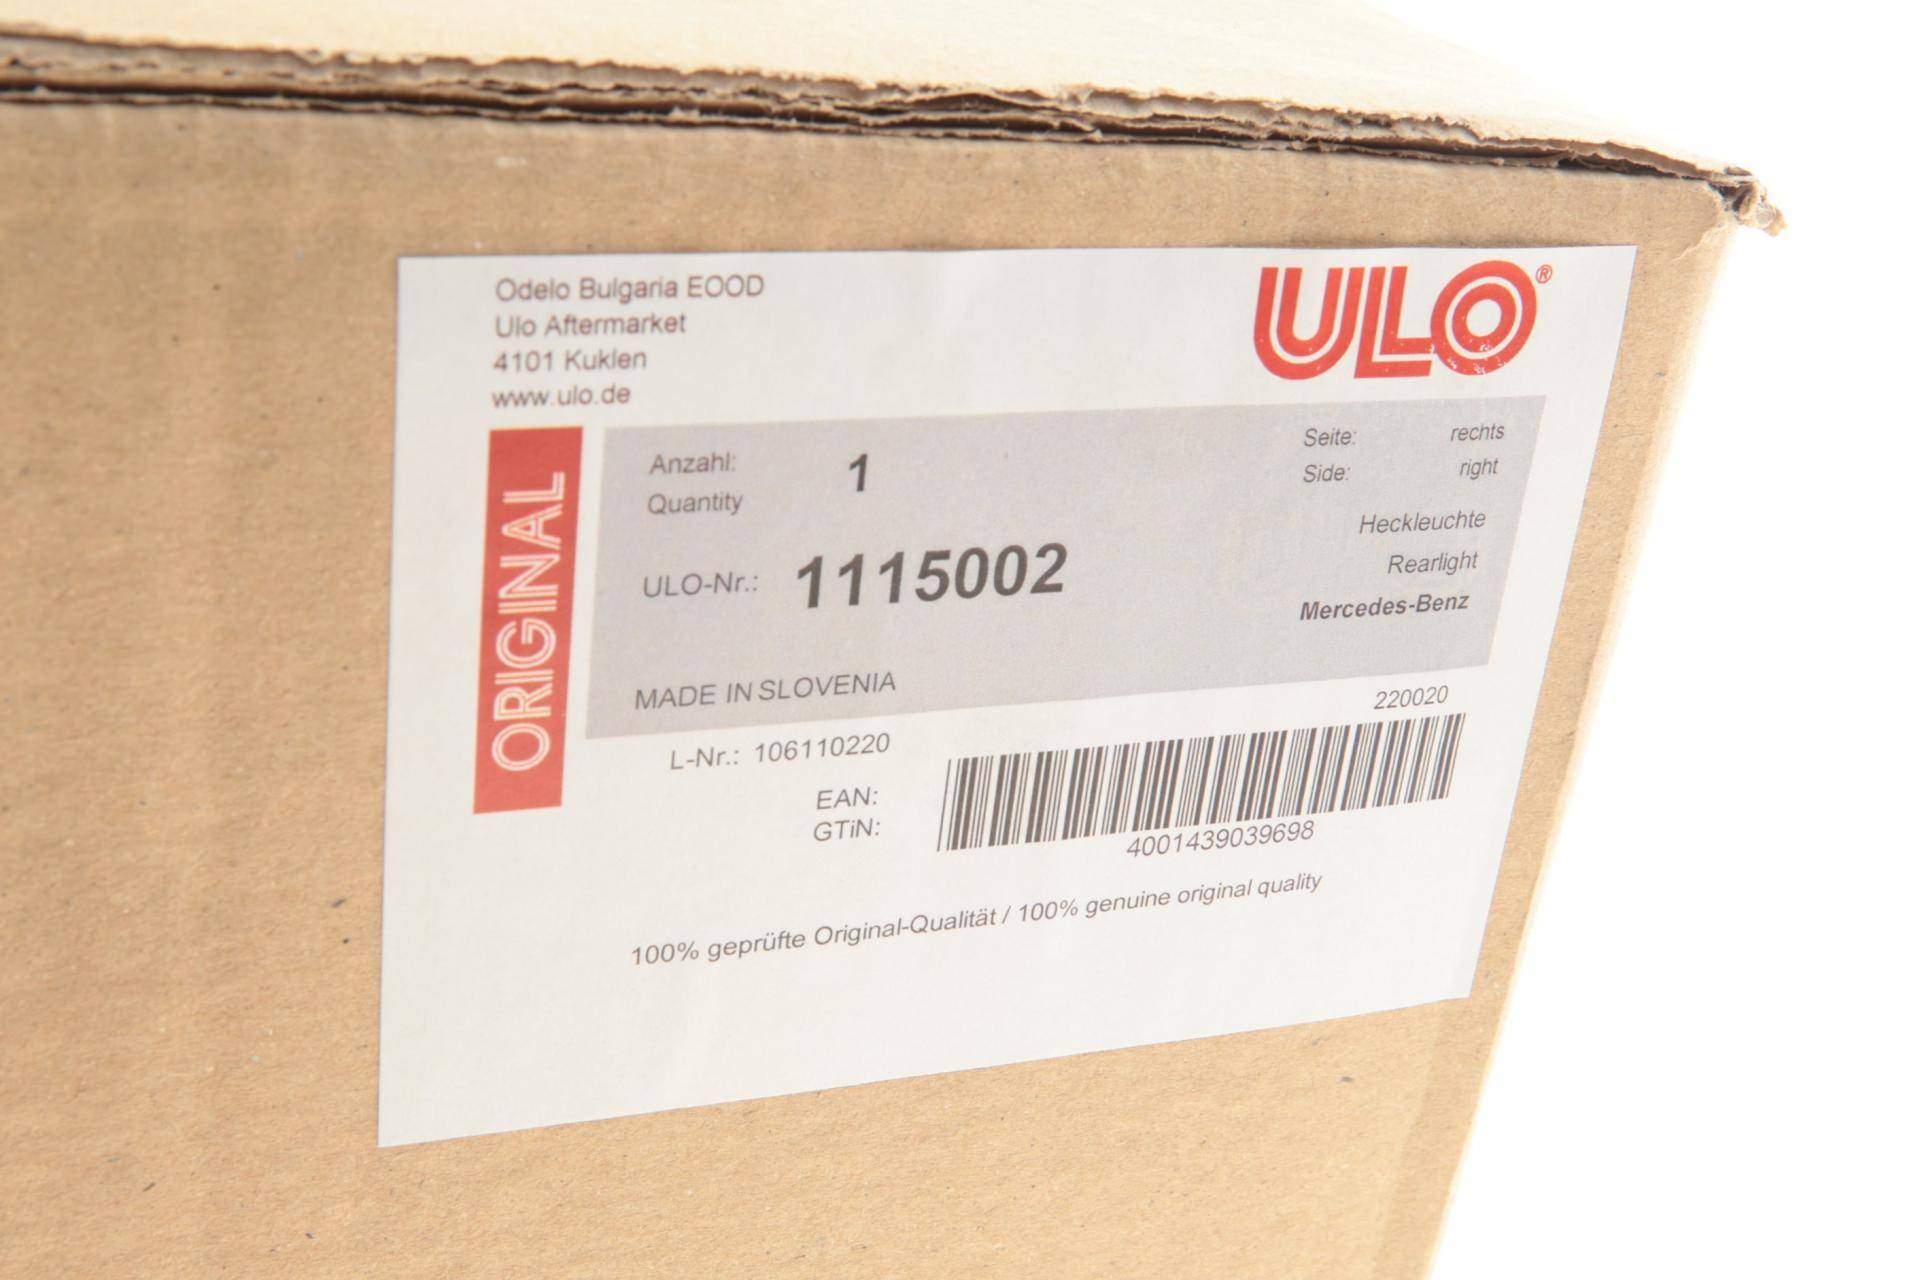 Odelo Bulgaria EOOD
Ulo Aftermarket
4101 Kuklen
www.ulo.de
ULO®
ORIGINAL
Anzahl: 1
Quantity
Seite: rechts
Side: right
Heckleuchte
Rearlight
Mercedes-Benz
ULO-Nr.: 1115002
MADE IN SLOVENIA
220020
L-Nr.: 106110220
EAN:
GTiN:
4001439039698
100% geprüfte Original-Qualität / 100% genuine original quality